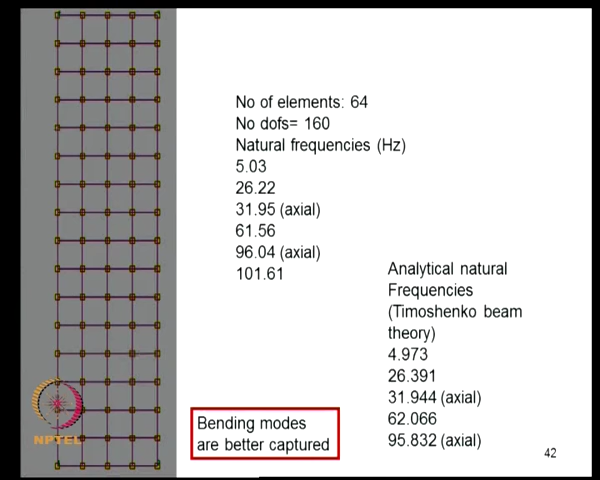 No of elements: 64
No dofs= 160
Natural frequencies (Hz)
5.03
26.22
31.95 (axial)
61.56
96.04 (axial)
101.61
Analytical natural
Frequencies
(Timoshenko beam
theory)
4.973
26.391
31.944 (axial)
62.066
95.832 (axial)
Bending modes
are better captured
NPTEL
42